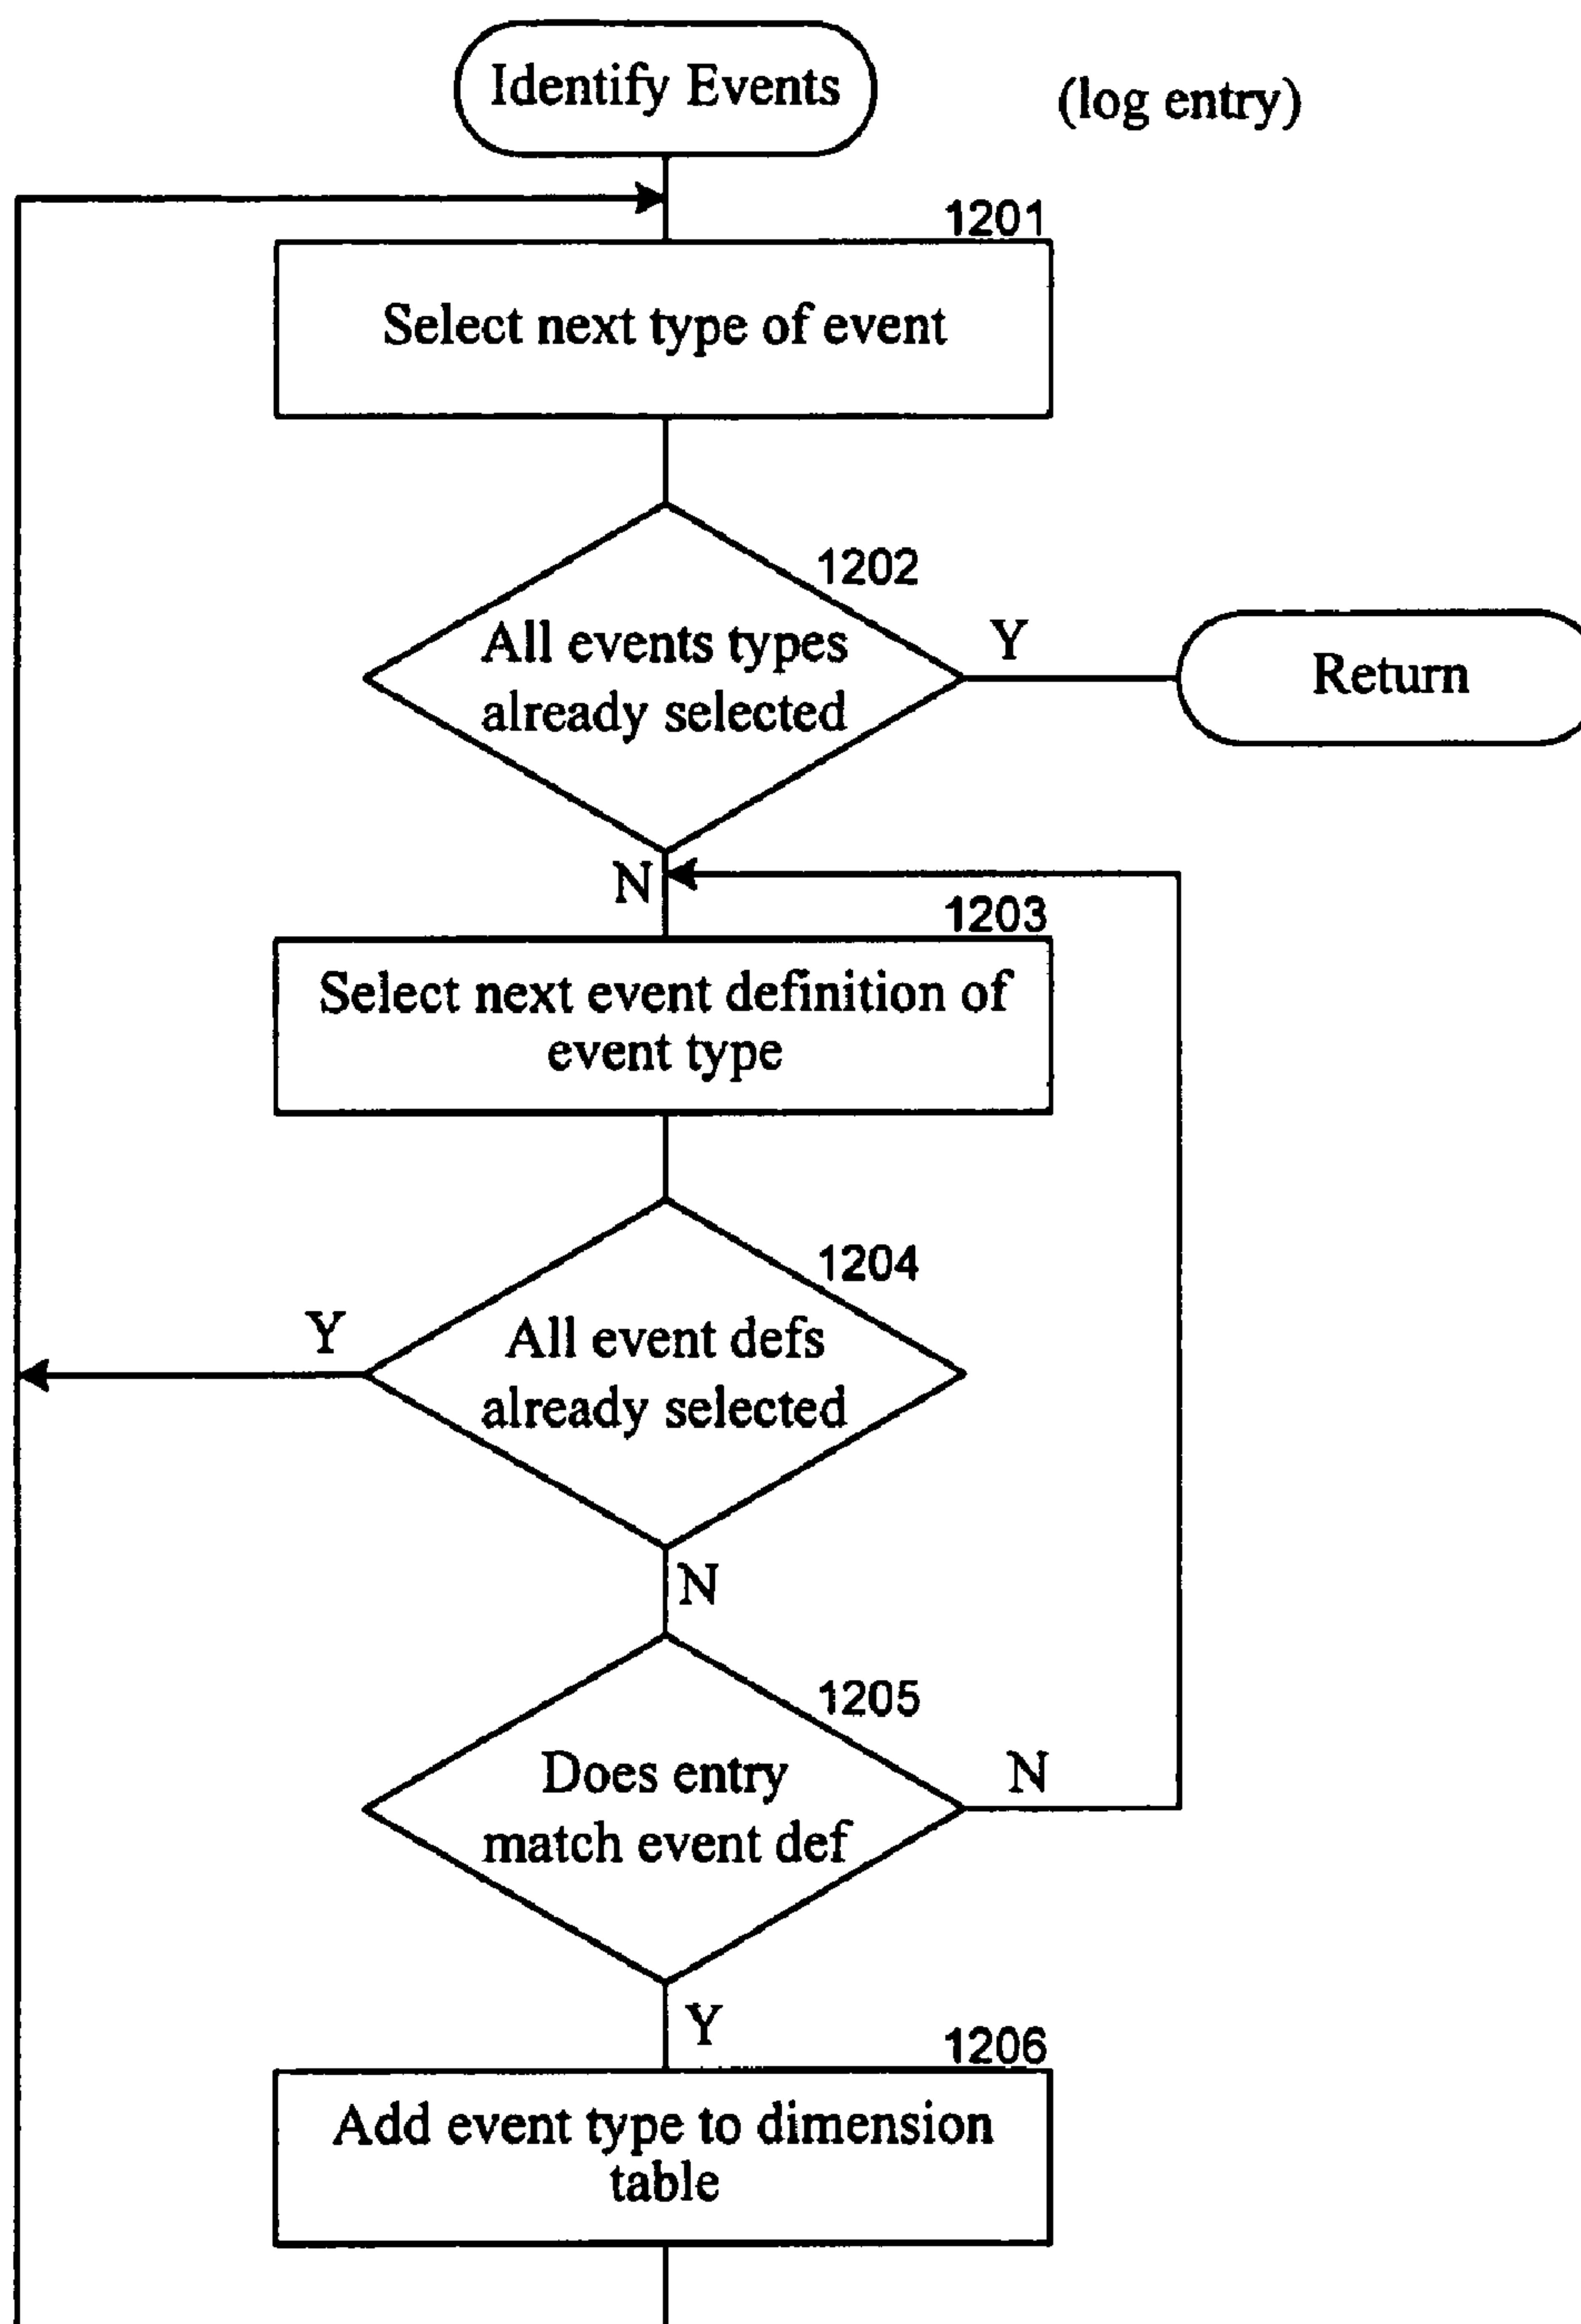 Identify Events
(log entry)
1201
Select next type of event
1202
All events types
already selected
Y
Return
N
1203
Select next event definition of
event type
1204
All event defs
already selected
Y
N
1205
Does entry
match event def
N
Y
1206
Add event type to dimension
table